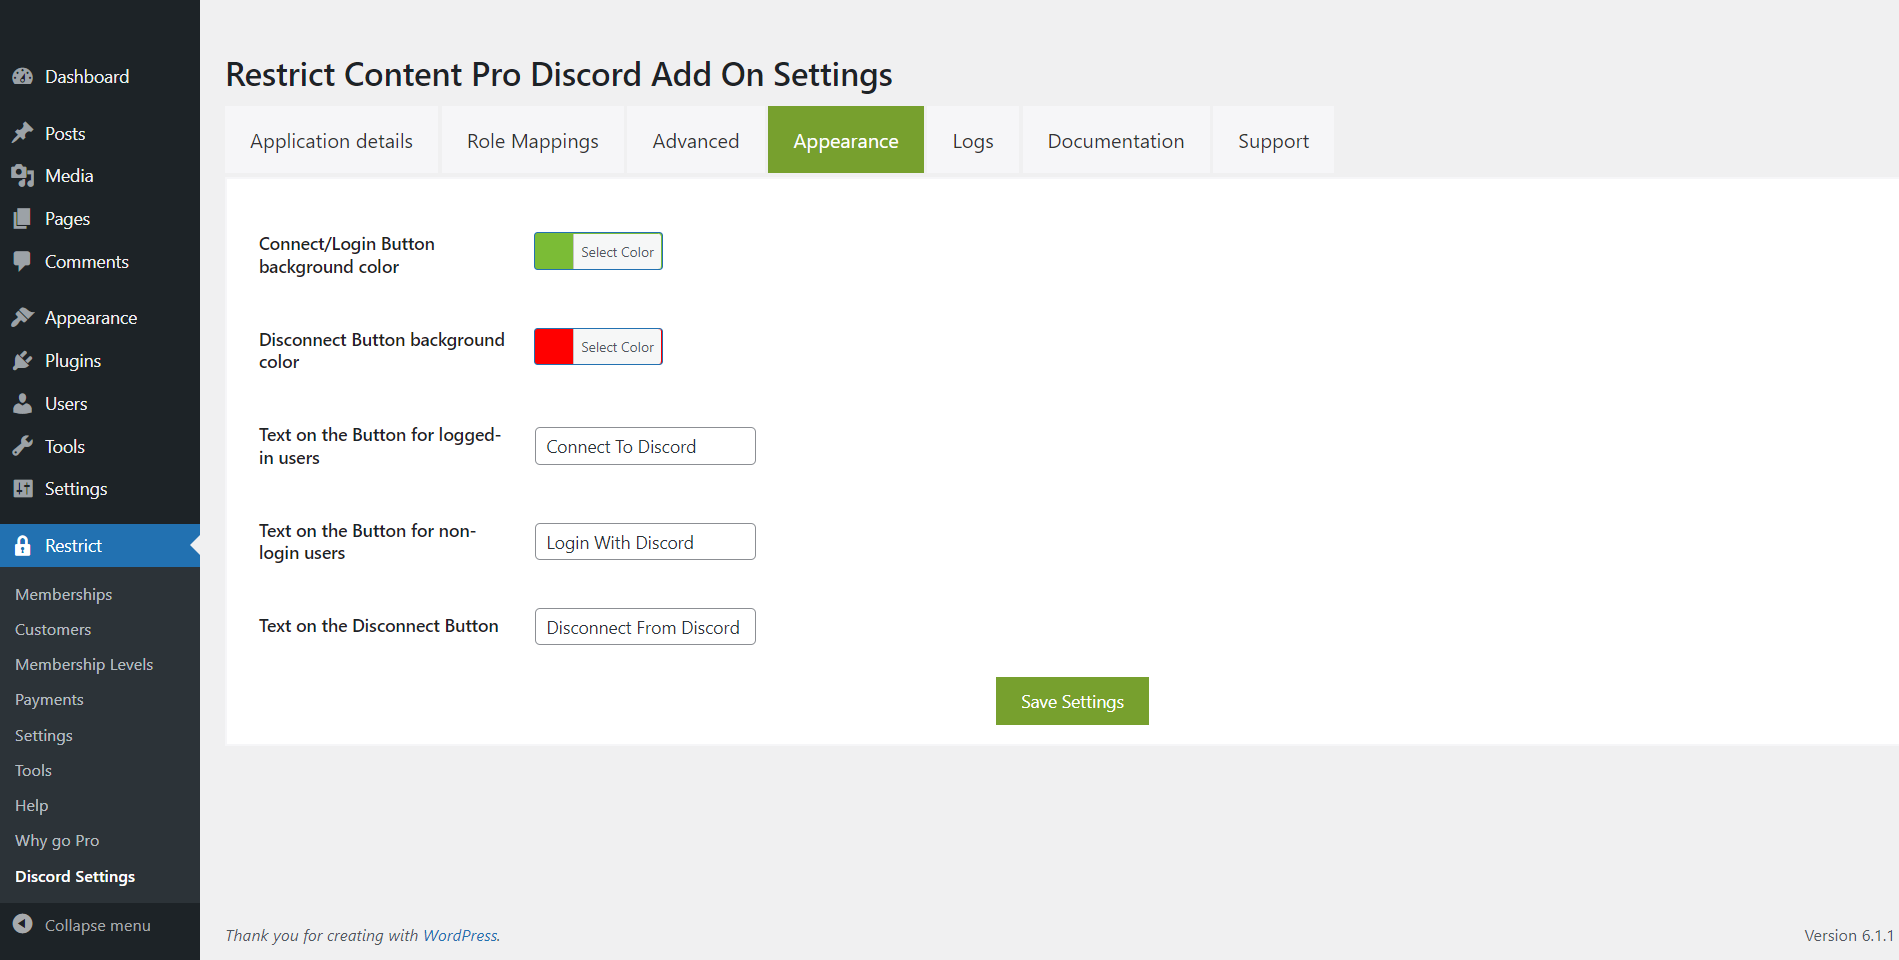 Dashboard
Posts
Media
Pages
Comments
Appearance
Plugins
Users
Tools
Settings
Restrict
Memberships
Customers
Membership Levels
Payments
Settings
Tools
Help
Why go Pro
Discord Settings
Collapse menu
Restrict Content Pro Discord Add On Settings
Application details
Role Mappings
Advanced
Appearance
Logs
Documentation
Support
Connect/Login Button
background color
Select Color
Disconnect Button background
color
Select Color
Text on the Button for logged-
in users
Connect To Discord
Text on the Button for non-
login users
Login With Discord
Text on the Disconnect Button
Disconnect From Discord
Save Settings
Thank you for creating with WordPress.
Version 6.1.1